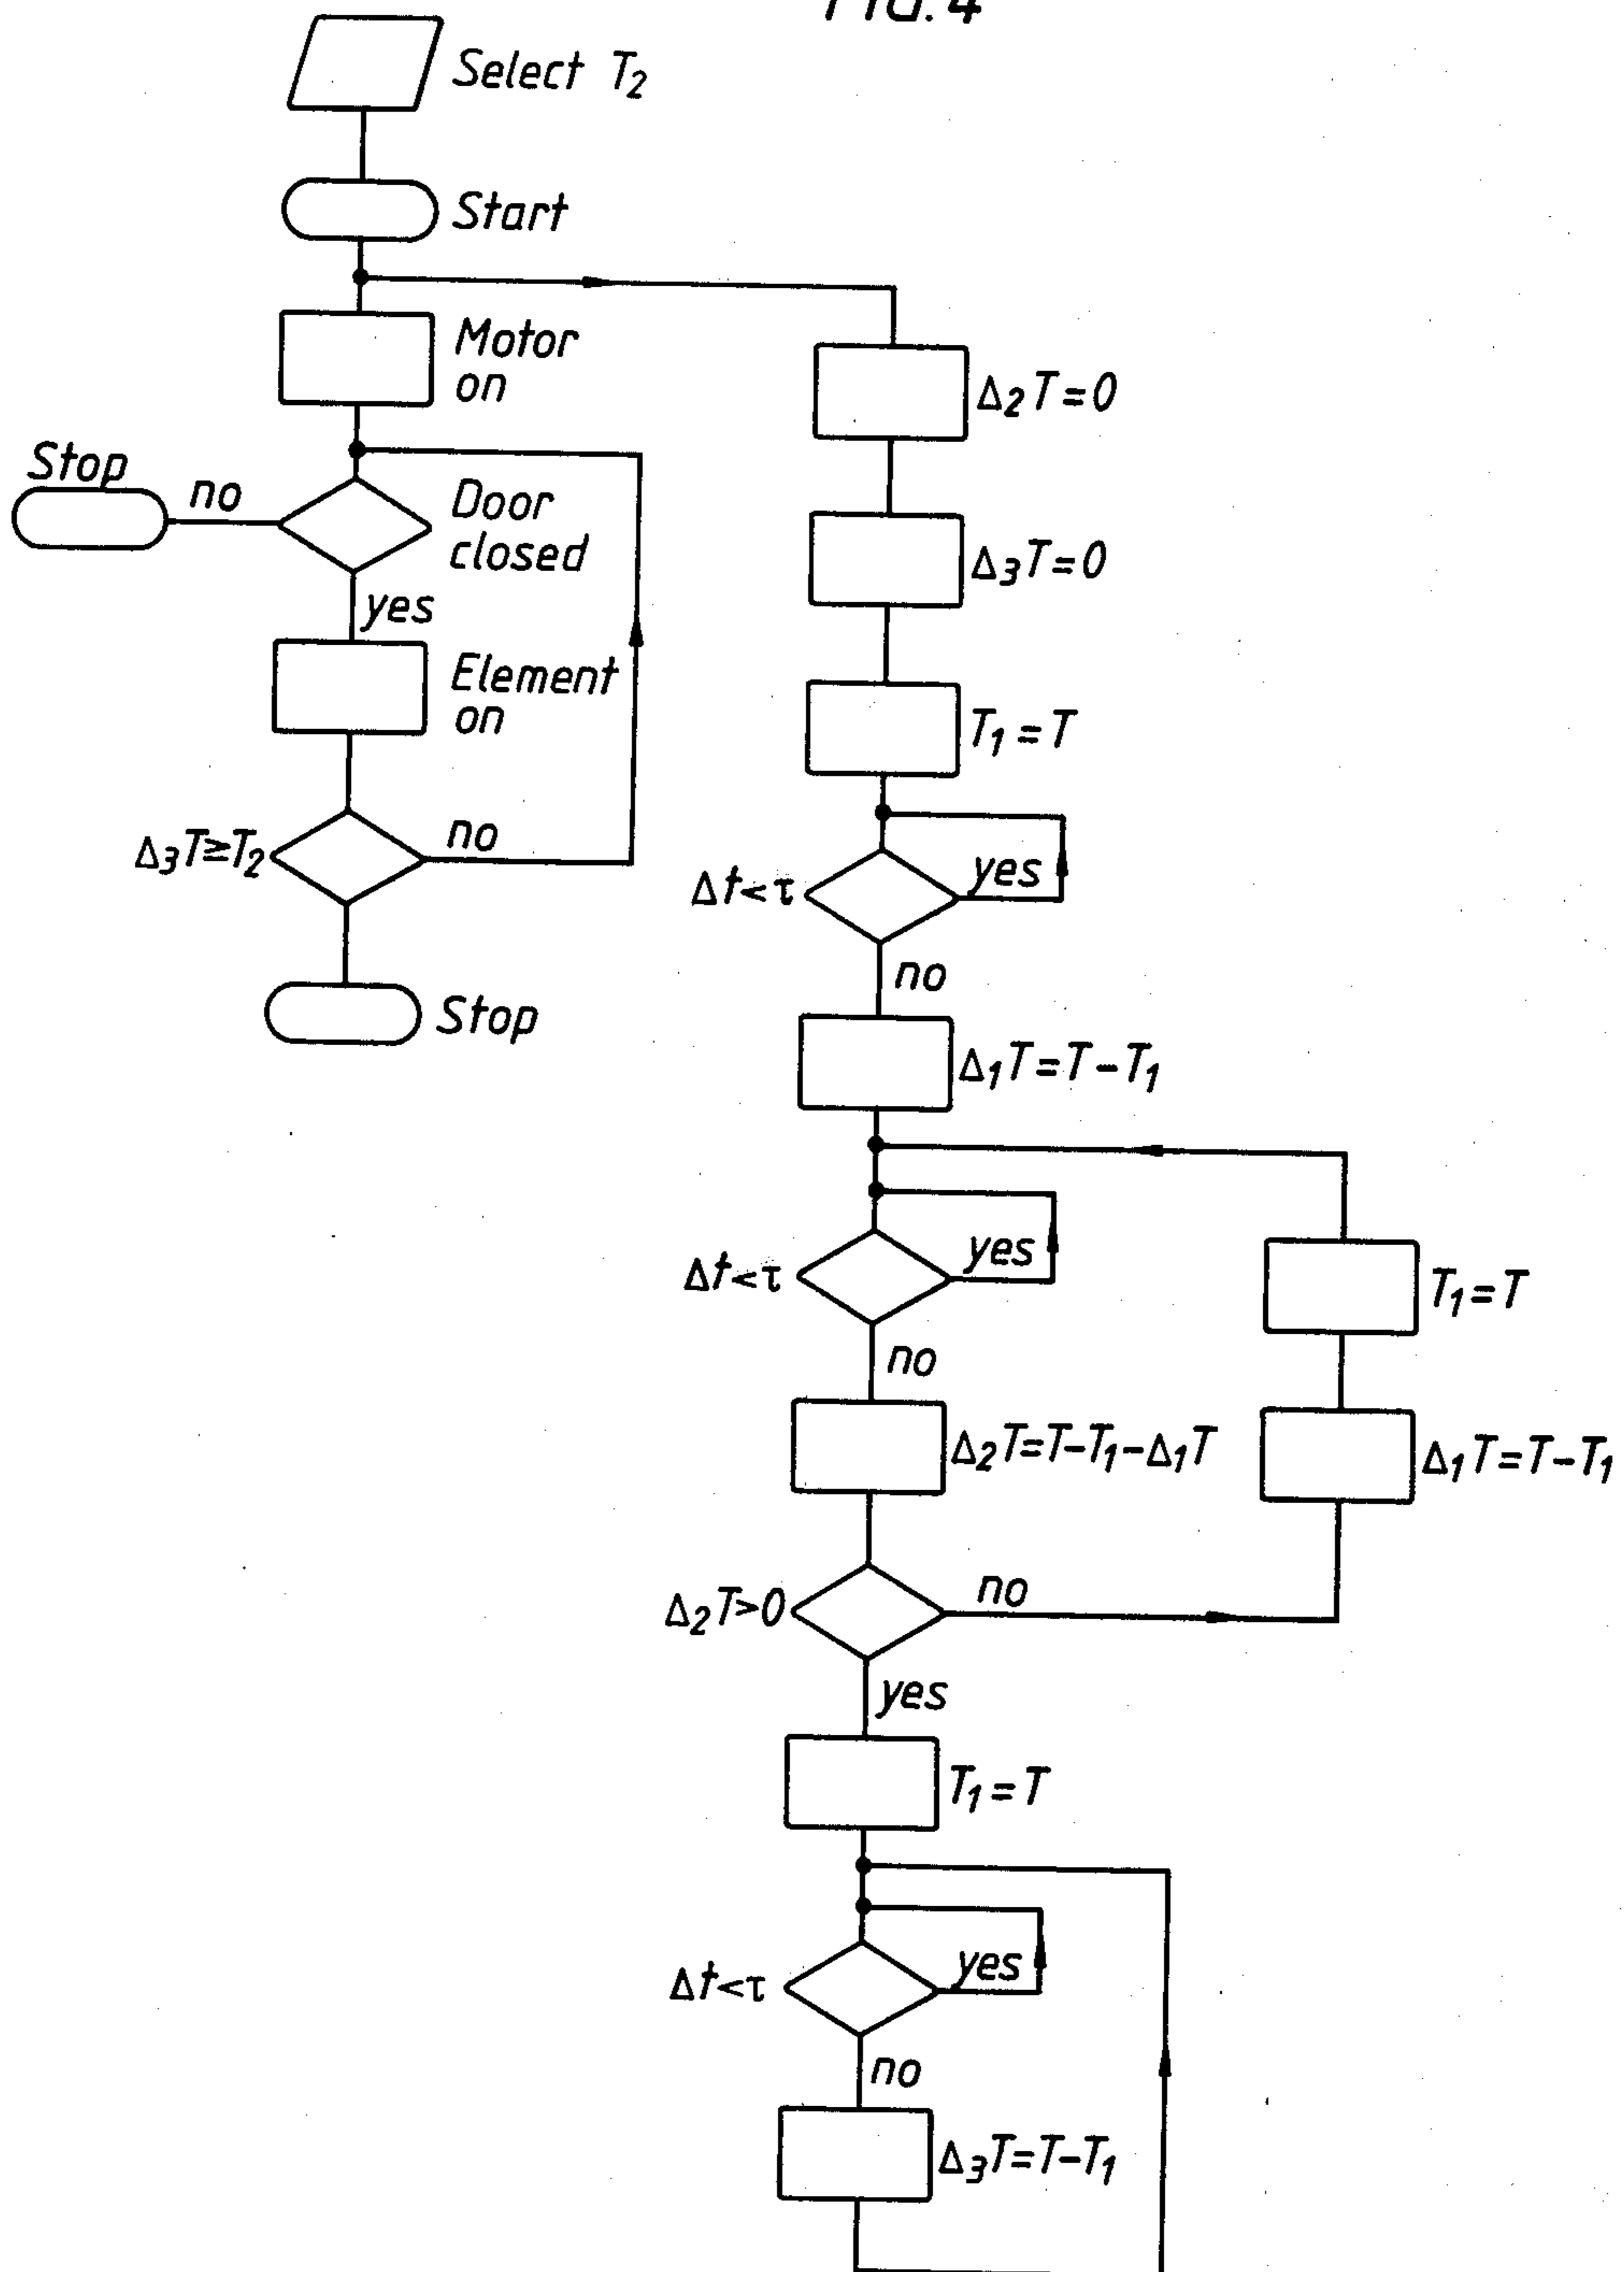 FIG. 4
Select T₂
Start
Motor
on
Stop
no
Door
closed
yes
Element
on
Δ₃T≥T₂
no
Stop
Δ₂T=0
Δ₃T=0
T₁=T
Δt<τ
yes
no
Δ₁T=T-T₁
Δt<τ
yes
no
T₁=T
Δ₂T=T-T₁-Δ₁T
Δ₁T=T-T₁
Δ₂T>0
no
yes
T₁=T
Δt<τ
yes
no
Δ₃T=T-T₁